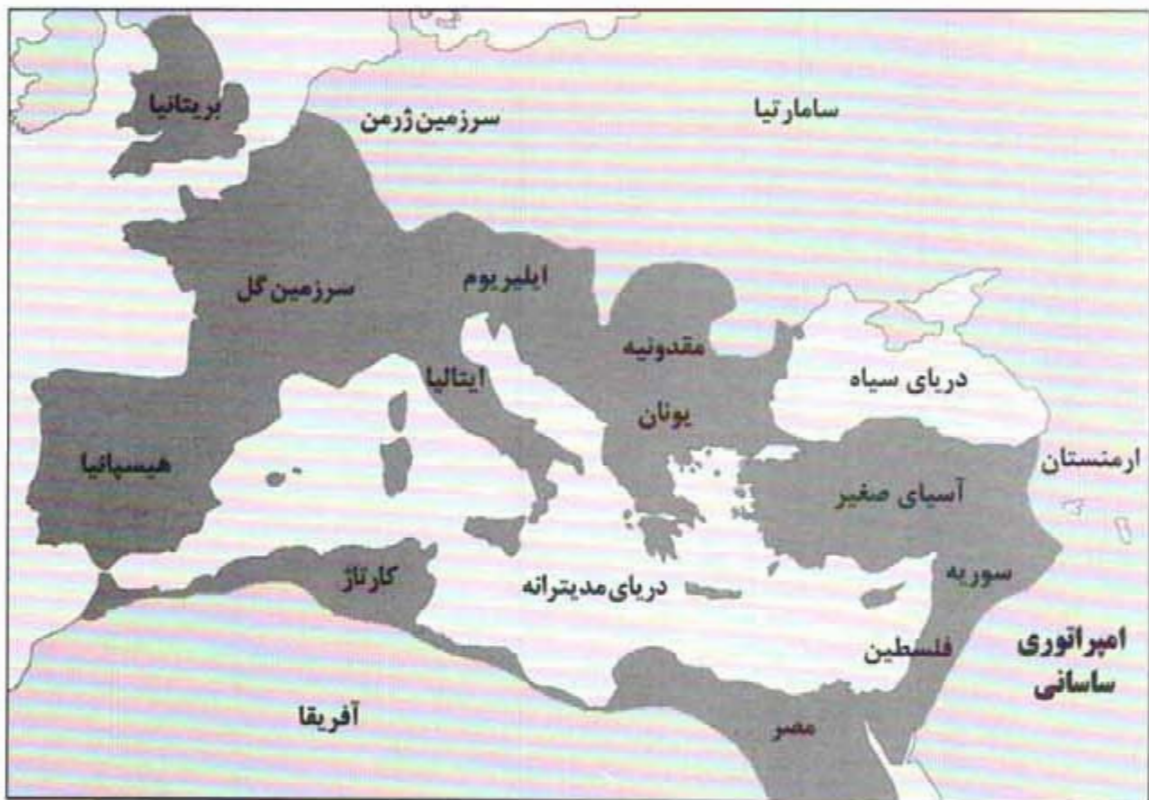 بریتانیا
سرزمین ژرمن
سامارتیا
سرزمین گل
ایلیریوم
مقدونیه
ایتالیا
دریای سیاه
یونان
هیسپانیا
آسیای صغیر
ارمنستان
کارتاژ
دریای مدیترانه
سوریه
فلسطین
امپراتوری
ساسانی
آفریقا
مصر